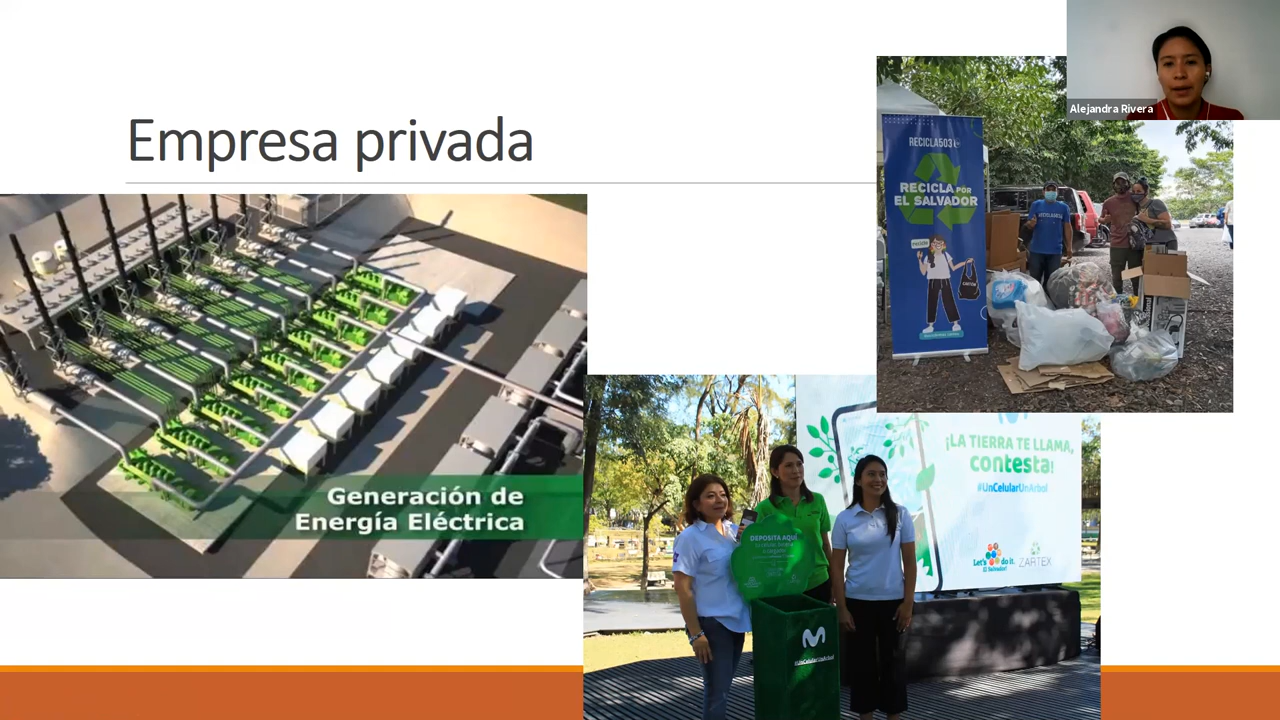 Empresa privada
Alejandra Rivera
RECICLA503
RECICLA POR
EL SALVADOR
Generación de
Energía Eléctrica
¡LA TIERRA TE LLAMA,
contesta!
#UnCelularUnArbol
Let's do it.
El Salvador!
ZARTEX
DEPOSITA AQUÍ
#UnCelularUnArbol